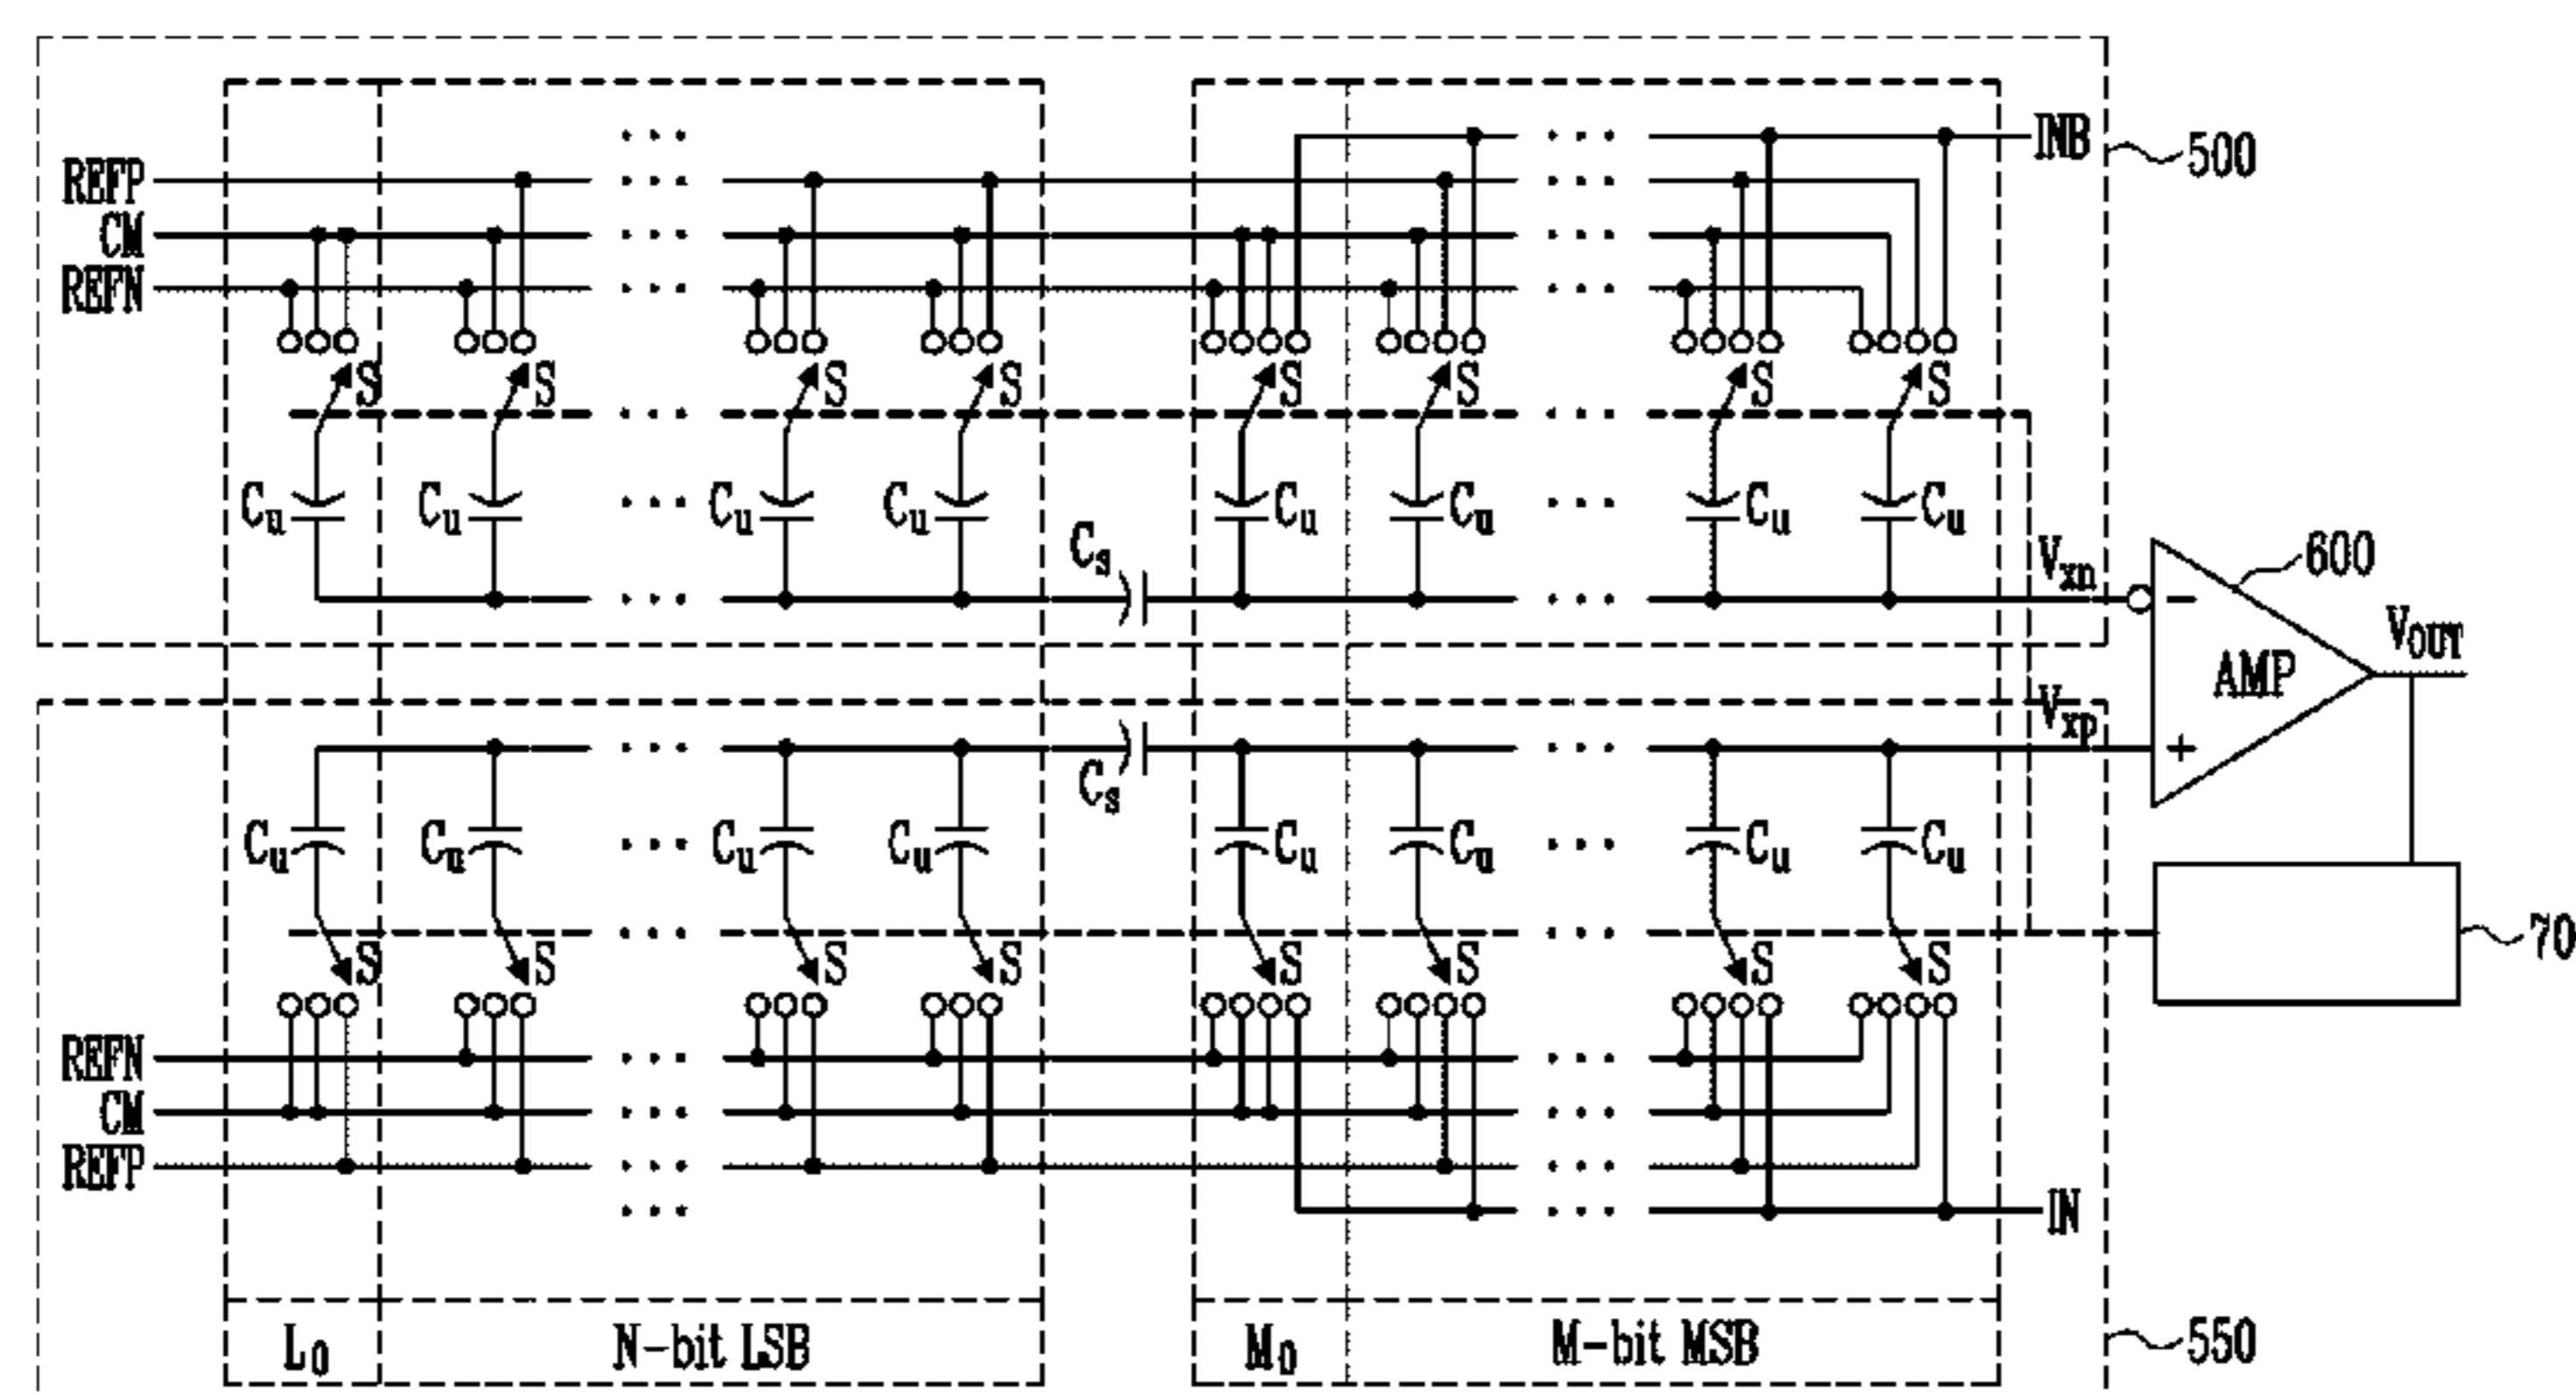 INB
500
REFP
CM
REFN
S S S S S S S S
Cu Cu Cu Cu Cu Cu Cu Cu
Cs
Vxn
600
−
AMP
VOUT
Vxp
+
Cs
Cu Cu Cu Cu Cu Cu Cu Cu
70
S S S S S S S S
REFN
CM
REFP
IN
L0 N-bit LSB M0 M-bit MSB
550